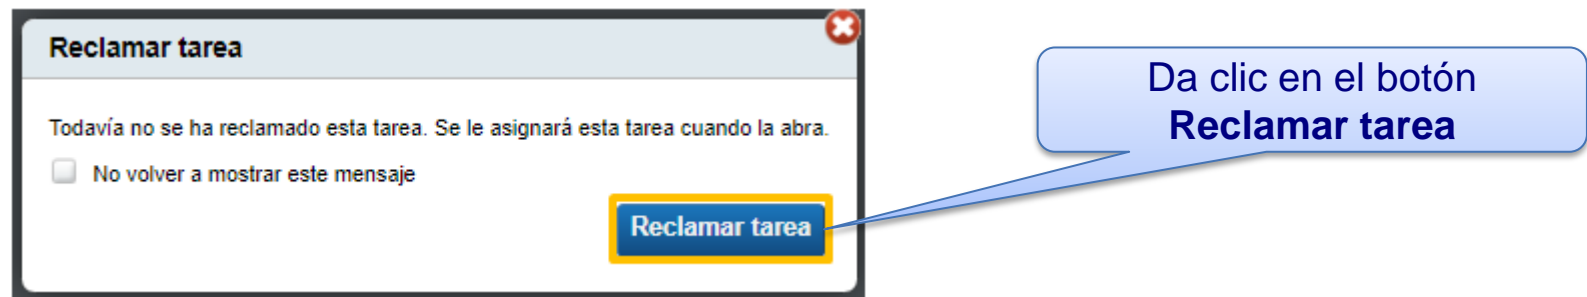 Reclamar tarea
Todavía no se ha reclamado esta tarea. Se le asignará esta tarea cuando la abra.
No volver a mostrar este mensaje
Reclamar tarea
Da clic en el botón
Reclamar tarea